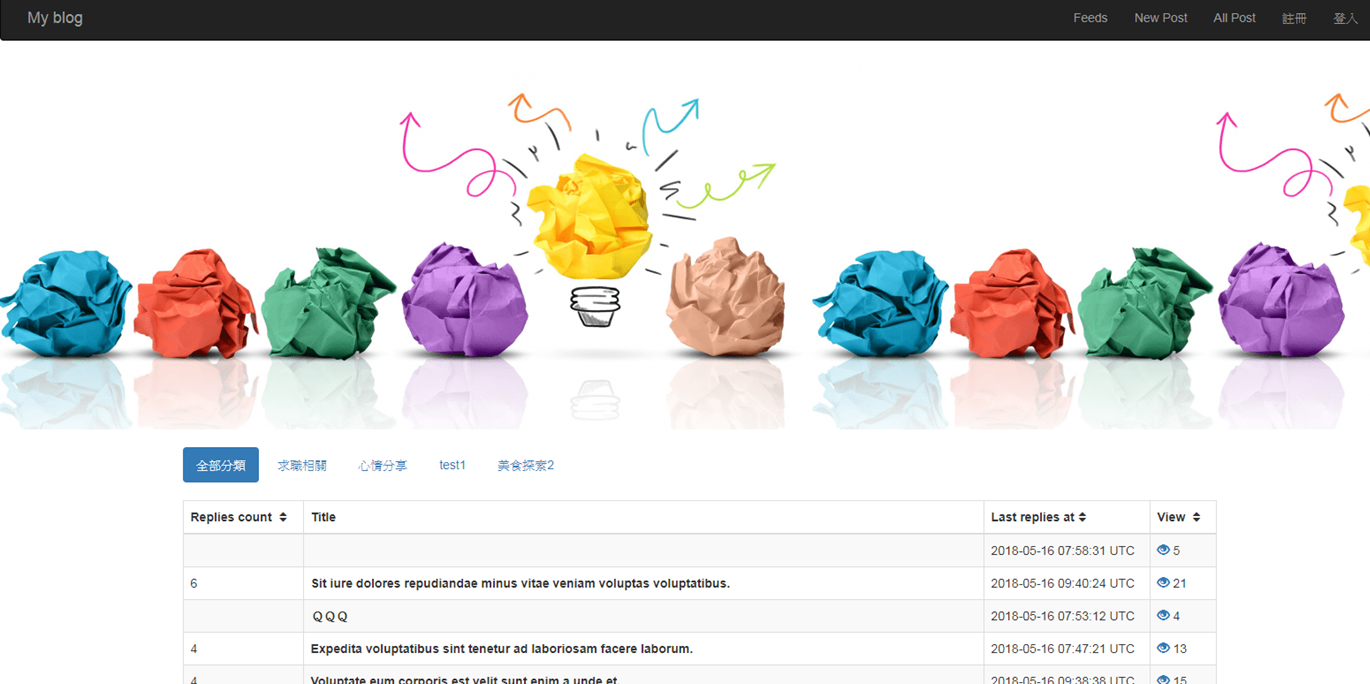 My blog
Feeds New Post All Post 註冊 登入
全部分類 求職相關 心情分享 test1 美食探索2
Replies count Title Last replies at View
2018-05-16 07:58:31 UTC 5
6 Sit iure dolores repudiandae minus vitae veniam voluptas voluptatibus. 2018-05-16 09:40:24 UTC 21
ＱＱＱ 2018-05-16 07:53:12 UTC 4
4 Expedita voluptatibus sint tenetur ad laboriosam facere laborum. 2018-05-16 07:47:21 UTC 13
4 Voluptate eum corporis est velit sunt enim a unde et. 2018-05-16 09:38:38 UTC 15